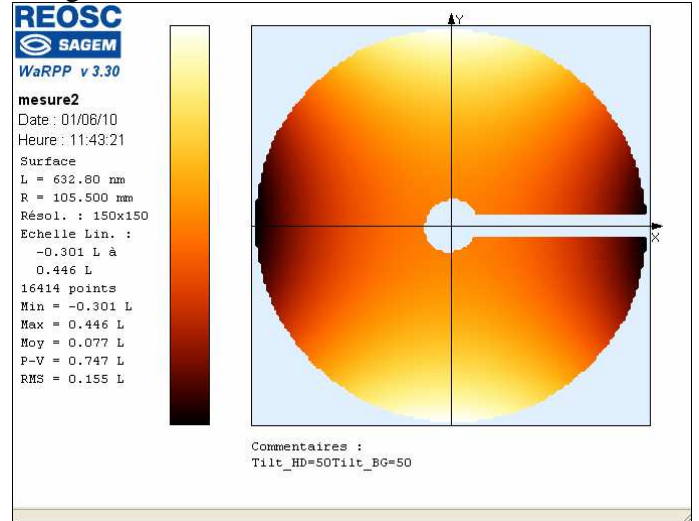 REOSC
SAGEM
WaRPP v 3.30
mesure2
Date : 01/06/10
Heure : 11:43:21
Surface
L = 632.80 nm
R = 105.500 mm
Résol. : 150x150
Echelle Lin. :
-0.301 L à
0.446 L
16414 points
Min = -0.301 L
Max = 0.446 L
Moy = 0.077 L
P-V = 0.747 L
RMS = 0.155 L
Y
X
Commentaires :
Tilt_HD=50Tilt_BG=50